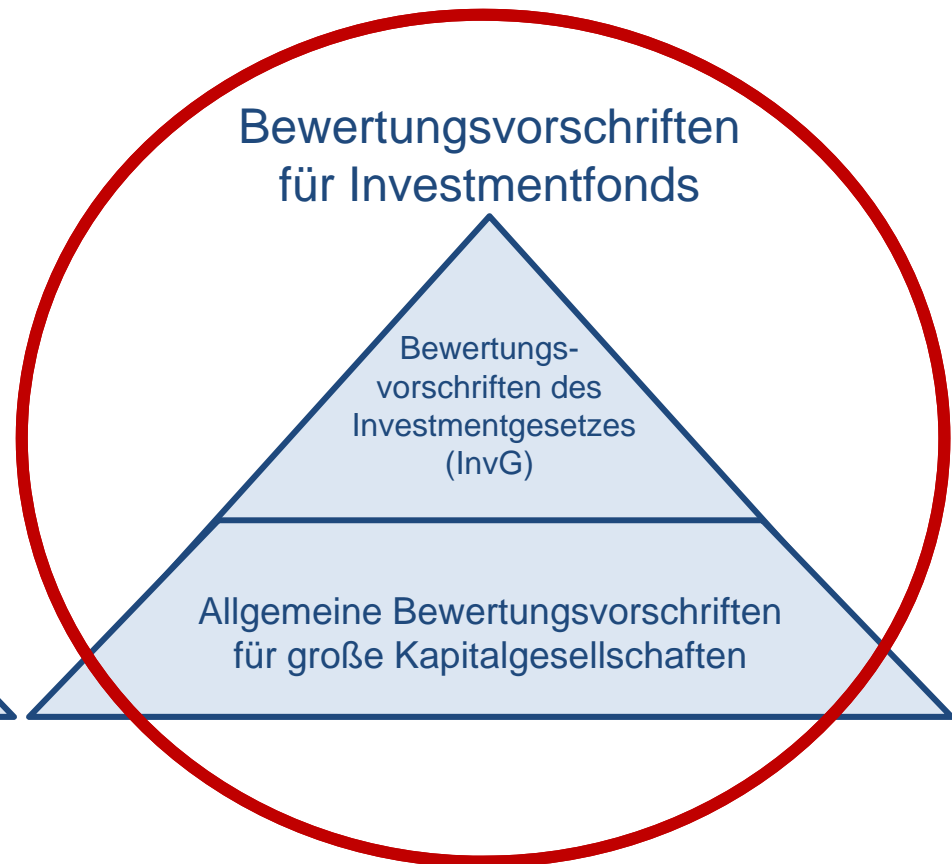 Bewertungsvorschriften
für Investmentfonds
Bewertungs-
vorschriften des
Investmentgesetzes
(InvG)
Allgemeine Bewertungsvorschriften
für große Kapitalgesellschaften